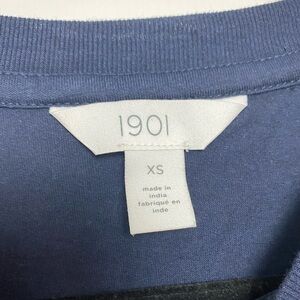 1901
XS
made in
india
fabriqué en
inde